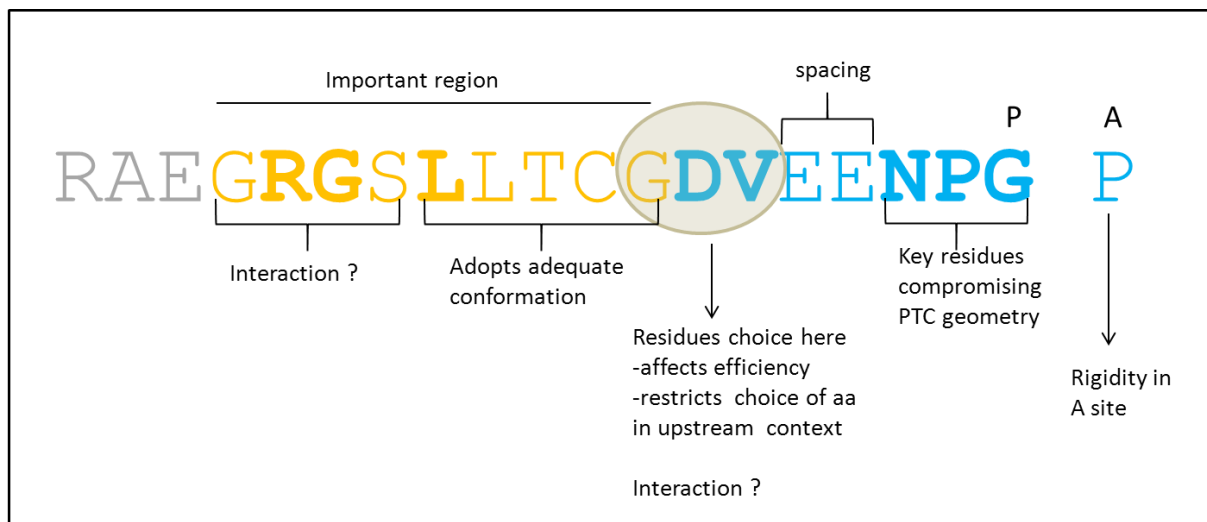 Important region
spacing
P A
RAEGRGSLLTCGDVEENPG P
Interaction ?
Adopts adequate
conformation
Key residues
compromising
PTC geometry
Residues choice here
-affects efficiency
-restricts choice of aa
in upstream context
Interaction ?
Rigidity in
A site